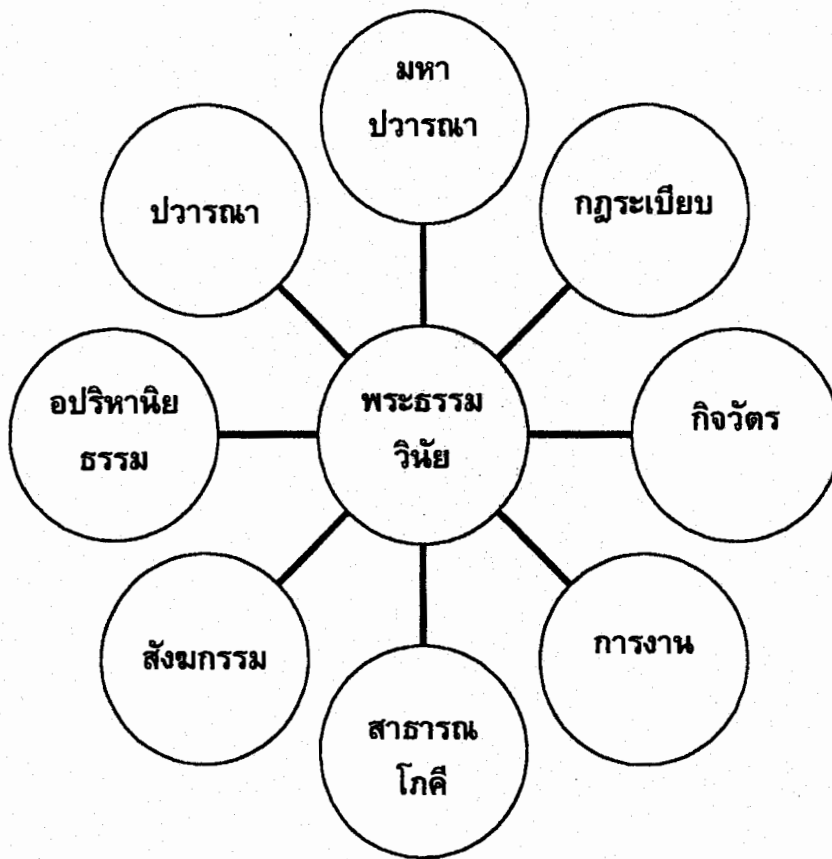 มหา
ปวารณา
ปวารณา
กฎระเบียบ
อปริหานิย
ธรรม
พระธรรม
วินัย
กิจวัตร
สังฆกรรม
การงาน
สาธารณ
โภคี